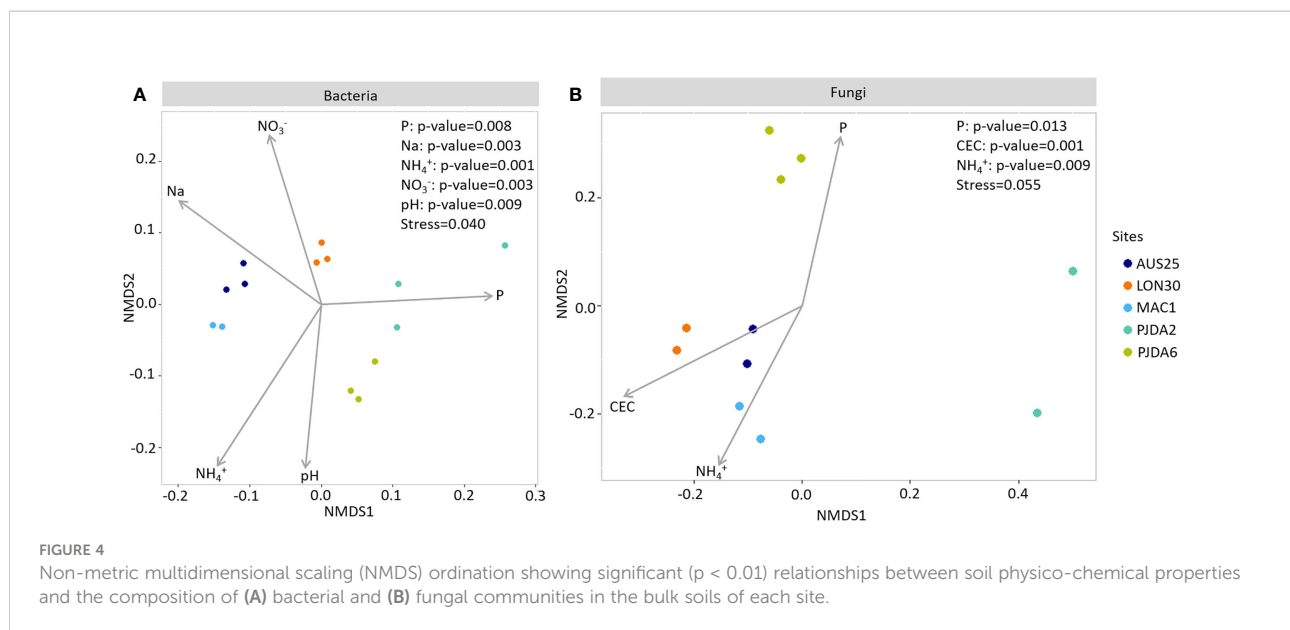 A
Bacteria
NO₃⁻
P: p-value=0.008
Na: p-value=0.003
NH₄⁺: p-value=0.001
NO₃⁻: p-value=0.003
pH: p-value=0.009
Stress=0.040
Na
P
NH₄⁺
pH
NMDS2
0.2
0.1
0.0
-0.1
-0.2
-0.2
-0.1
0.0
0.1
0.2
0.3
NMDS1
B
Fungi
P
P: p-value=0.013
CEC: p-value=0.001
NH₄⁺: p-value=0.009
Stress=0.055
CEC
NH₄⁺
NMDS2
0.2
0.0
-0.2
-0.2
0.0
0.2
0.4
NMDS1
Sites
AUS25
LON30
MAC1
PJDA2
PJDA6
FIGURE 4
Non-metric multidimensional scaling (NMDS) ordination showing significant (p < 0.01) relationships between soil physico-chemical properties
and the composition of (A) bacterial and (B) fungal communities in the bulk soils of each site.